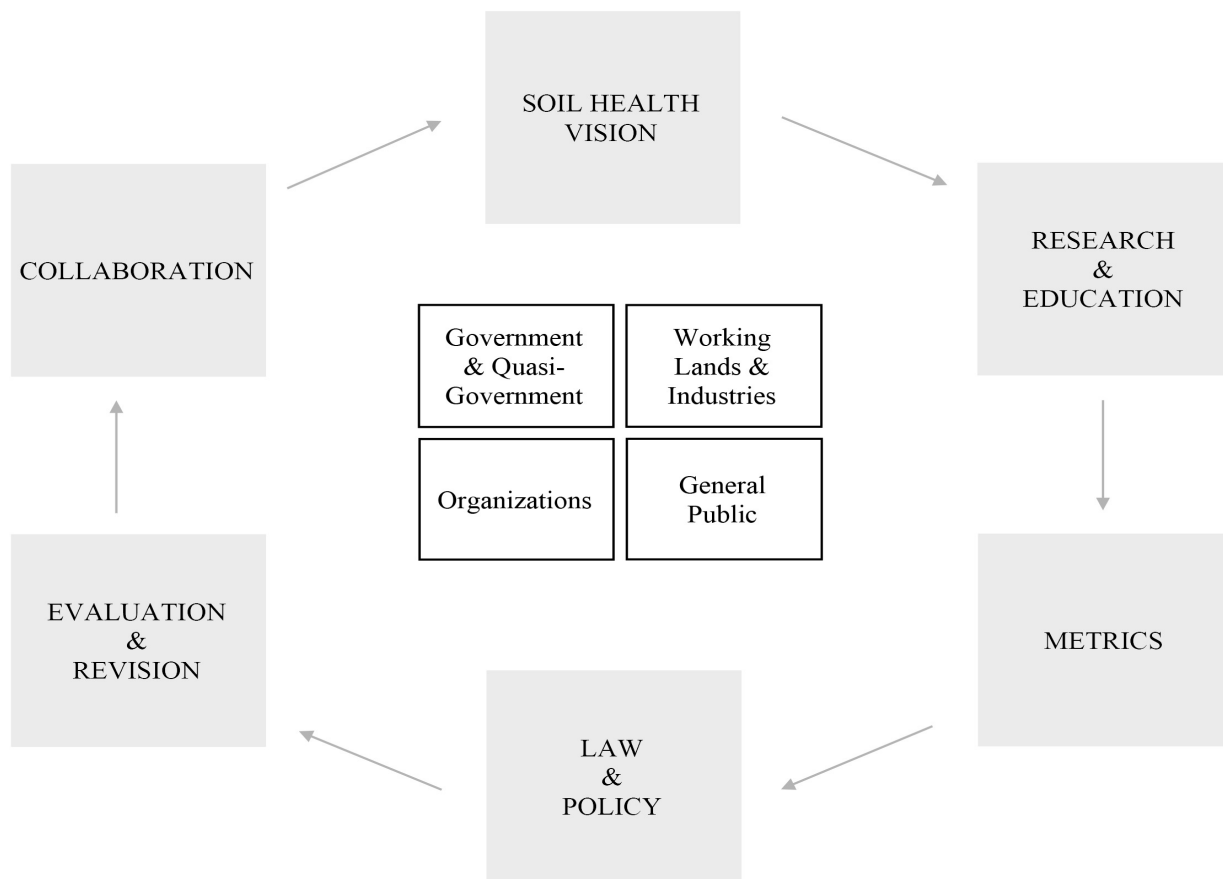 SOIL HEALTH
VISION
RESEARCH
&
EDUCATION
METRICS
LAW
&
POLICY
EVALUATION
&
REVISION
COLLABORATION
Government
& Quasi-
Government
Working
Lands &
Industries
Organizations
General
Public